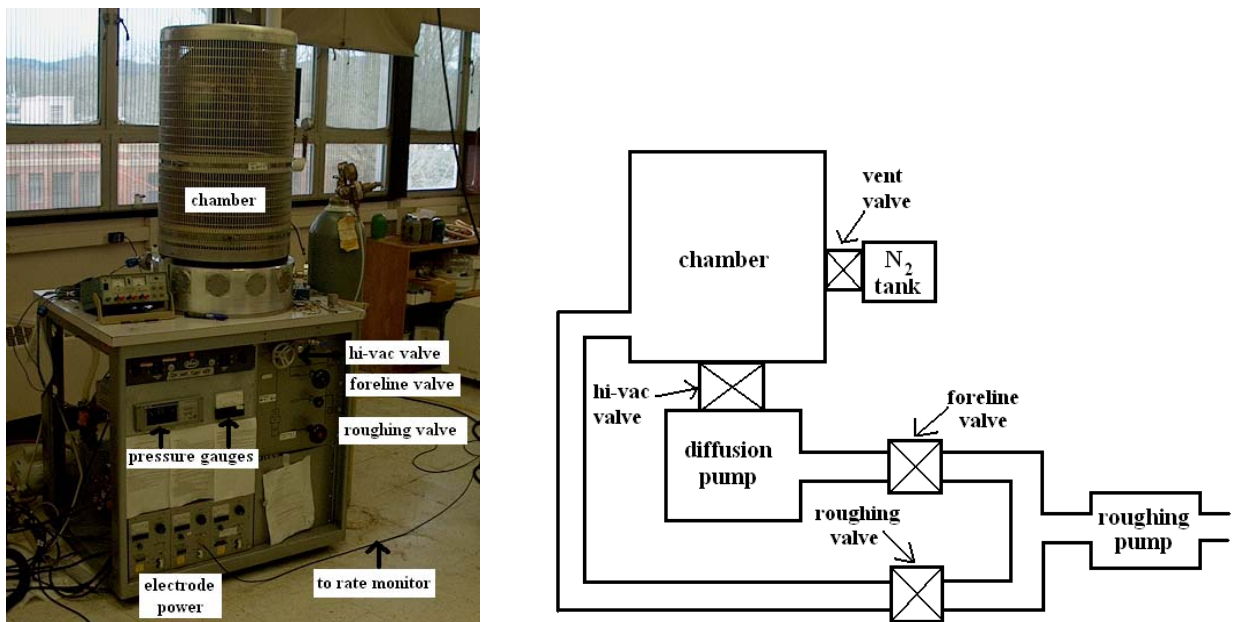 chamber
hi-vac valve
foreline valve
roughing valve
pressure gauges
to rate monitor
electrode
power
vent
valve
chamber
N2
tank
hi-vac
valve
foreline
valve
diffusion
pump
roughing
valve
roughing
pump